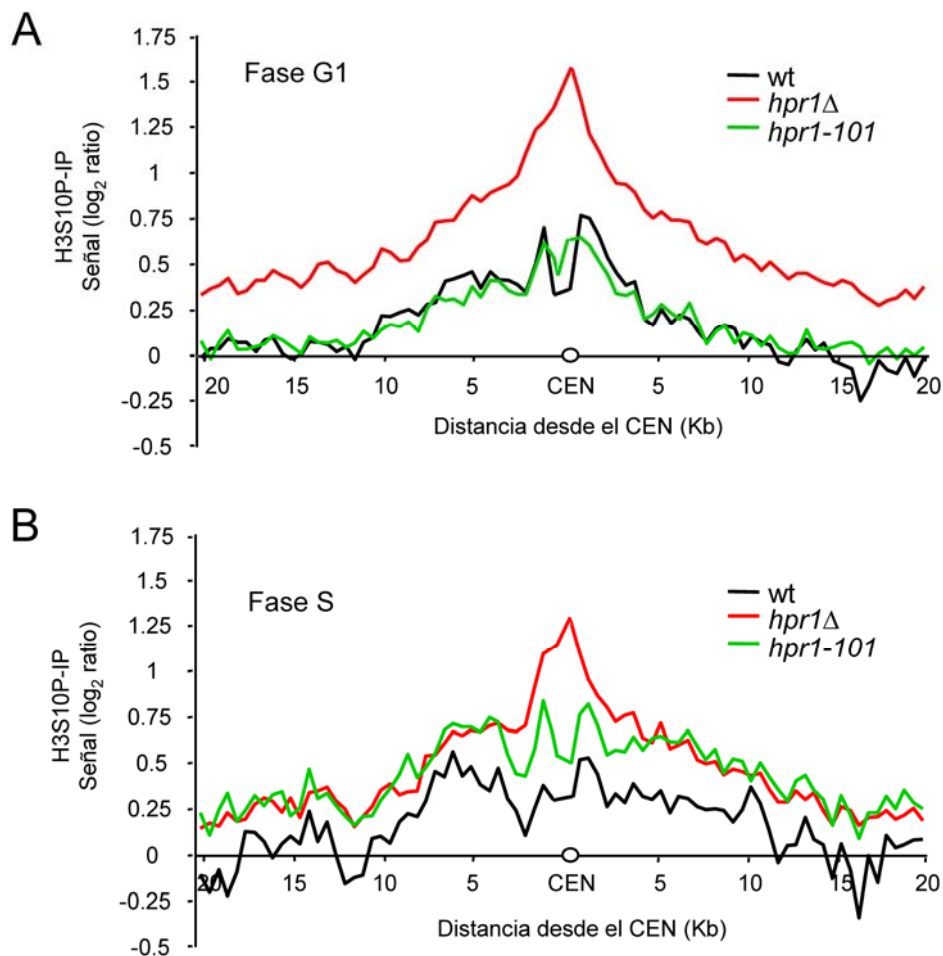 A
Fase G1
wt
hpr1Δ
hpr1-101
H3S10P-IP
Señal (log2 ratio)
1.75
1.5
1.25
1
0.75
0.5
0.25
0
-0.25
-0.5
20 15 10 5 CEN 5 10 15 20
Distancia desde el CEN (Kb)
B
Fase S
wt
hpr1Δ
hpr1-101
H3S10P-IP
Señal (log2 ratio)
1.75
1.5
1.25
1
0.75
0.5
0.25
0
-0.25
-0.5
20 15 10 5 CEN 5 10 15 20
Distancia desde el CEN (Kb)